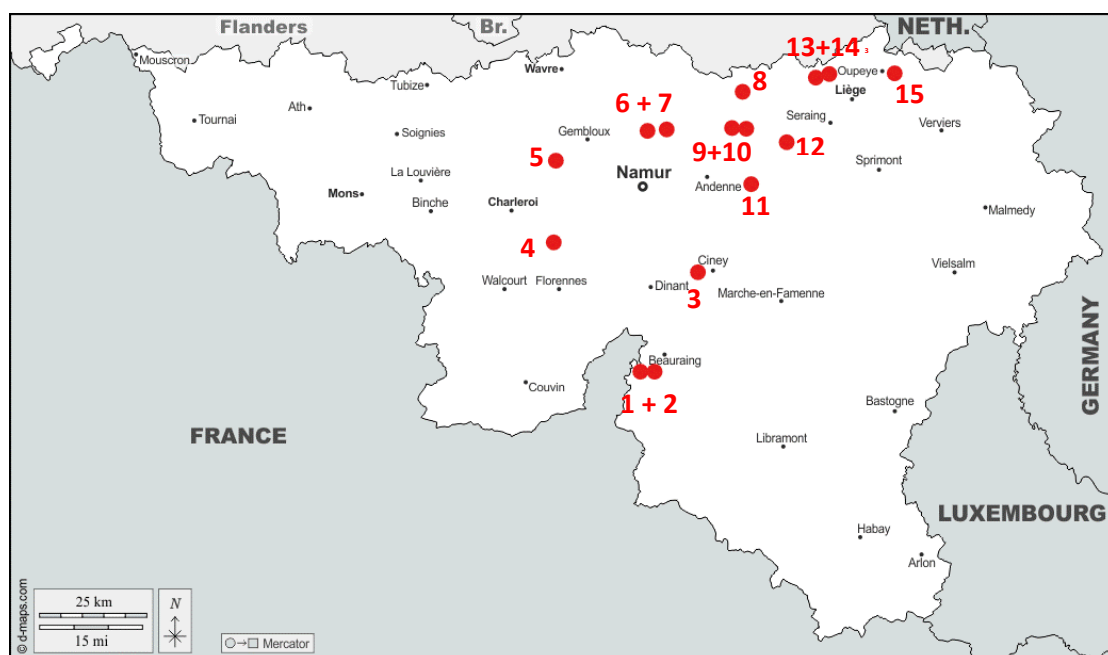 Flanders
Br.
NETH.
Mouscron
Wavre
13+14 3
Oupeye
Tubize
8
Liège
15
Ath
6 + 7
Tournai
Seraing
Soignies
Gembloux
Verviers
9+10
12
5
Sprimont
La Louvière
Namur
Andenne
Mons
Binche
Charleroi
11
Malmedy
4
Ciney
Vielsalm
Walcourt
Florennes
Dinant
3
Marche-en-Famenne
GERMANY
Beauraing
Couvin
1 + 2
Bastogne
FRANCE
Libramont
LUXEMBOURG
Habay
Arlon
© d-maps.com
25 km
15 mi
N
Mercator